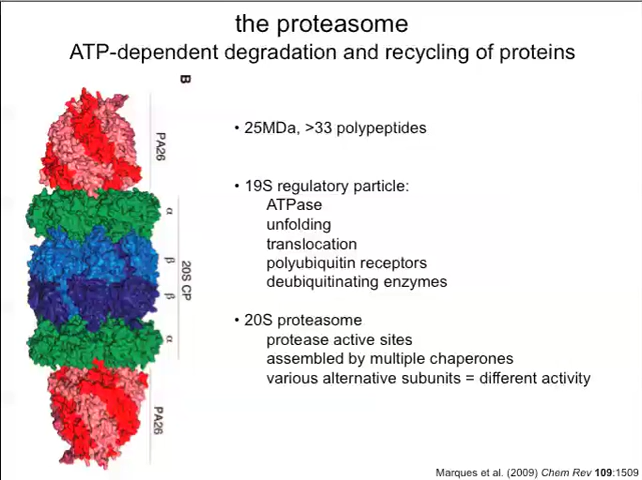 the proteasome
ATP-dependent degradation and recycling of proteins
B
PA26
α
β
20S CP
β
α
PA26
• 25MDa, >33 polypeptides
• 19S regulatory particle:
ATPase
unfolding
translocation
polyubiquitin receptors
deubiquitinating enzymes
• 20S proteasome
protease active sites
assembled by multiple chaperones
various alternative subunits = different activity
Marques et al. (2009) Chem Rev 109:1509